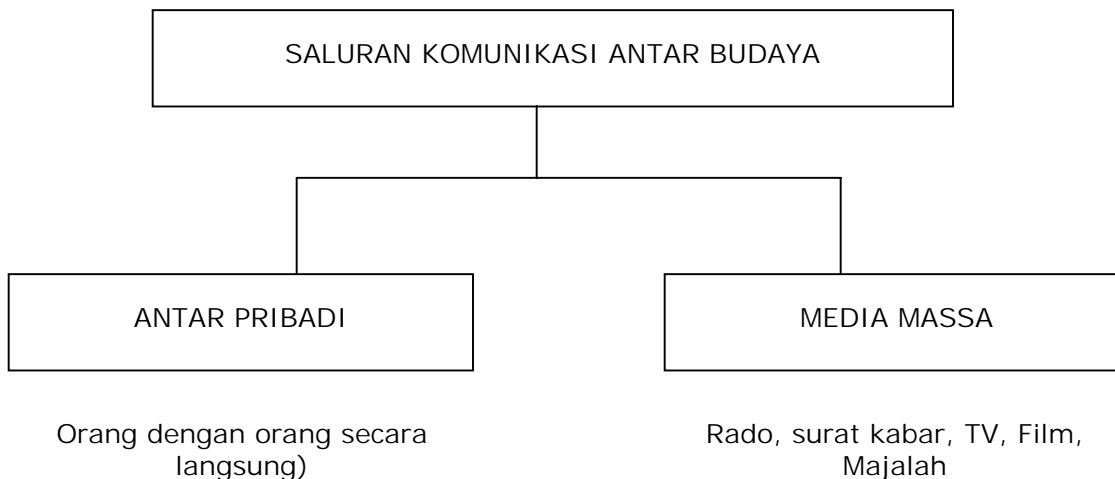 SALURAN KOMUNIKASI ANTAR BUDAYA
ANTAR PRIBADI
MEDIA MASSA
Orang dengan orang secara
langsung)
Rado, surat kabar, TV, Film,
Majalah